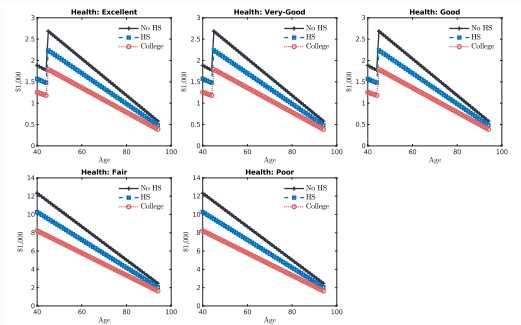 Health: Excellent
3
2.5
2
1.5
1
0.5
0
$1,000
40
60
80
100
Age
No HS
HS
College
Health: Very-Good
3
2.5
2
1.5
1
0.5
0
$1,000
40
60
80
100
Age
No HS
HS
College
Health: Good
3
2.5
2
1.5
1
0.5
0
$1,000
40
60
80
100
Age
No HS
HS
College
Health: Fair
14
12
10
8
6
4
2
0
$1,000
40
60
80
100
Age
No HS
HS
College
Health: Poor
14
12
10
8
6
4
2
0
$1,000
40
60
80
100
Age
No HS
HS
College